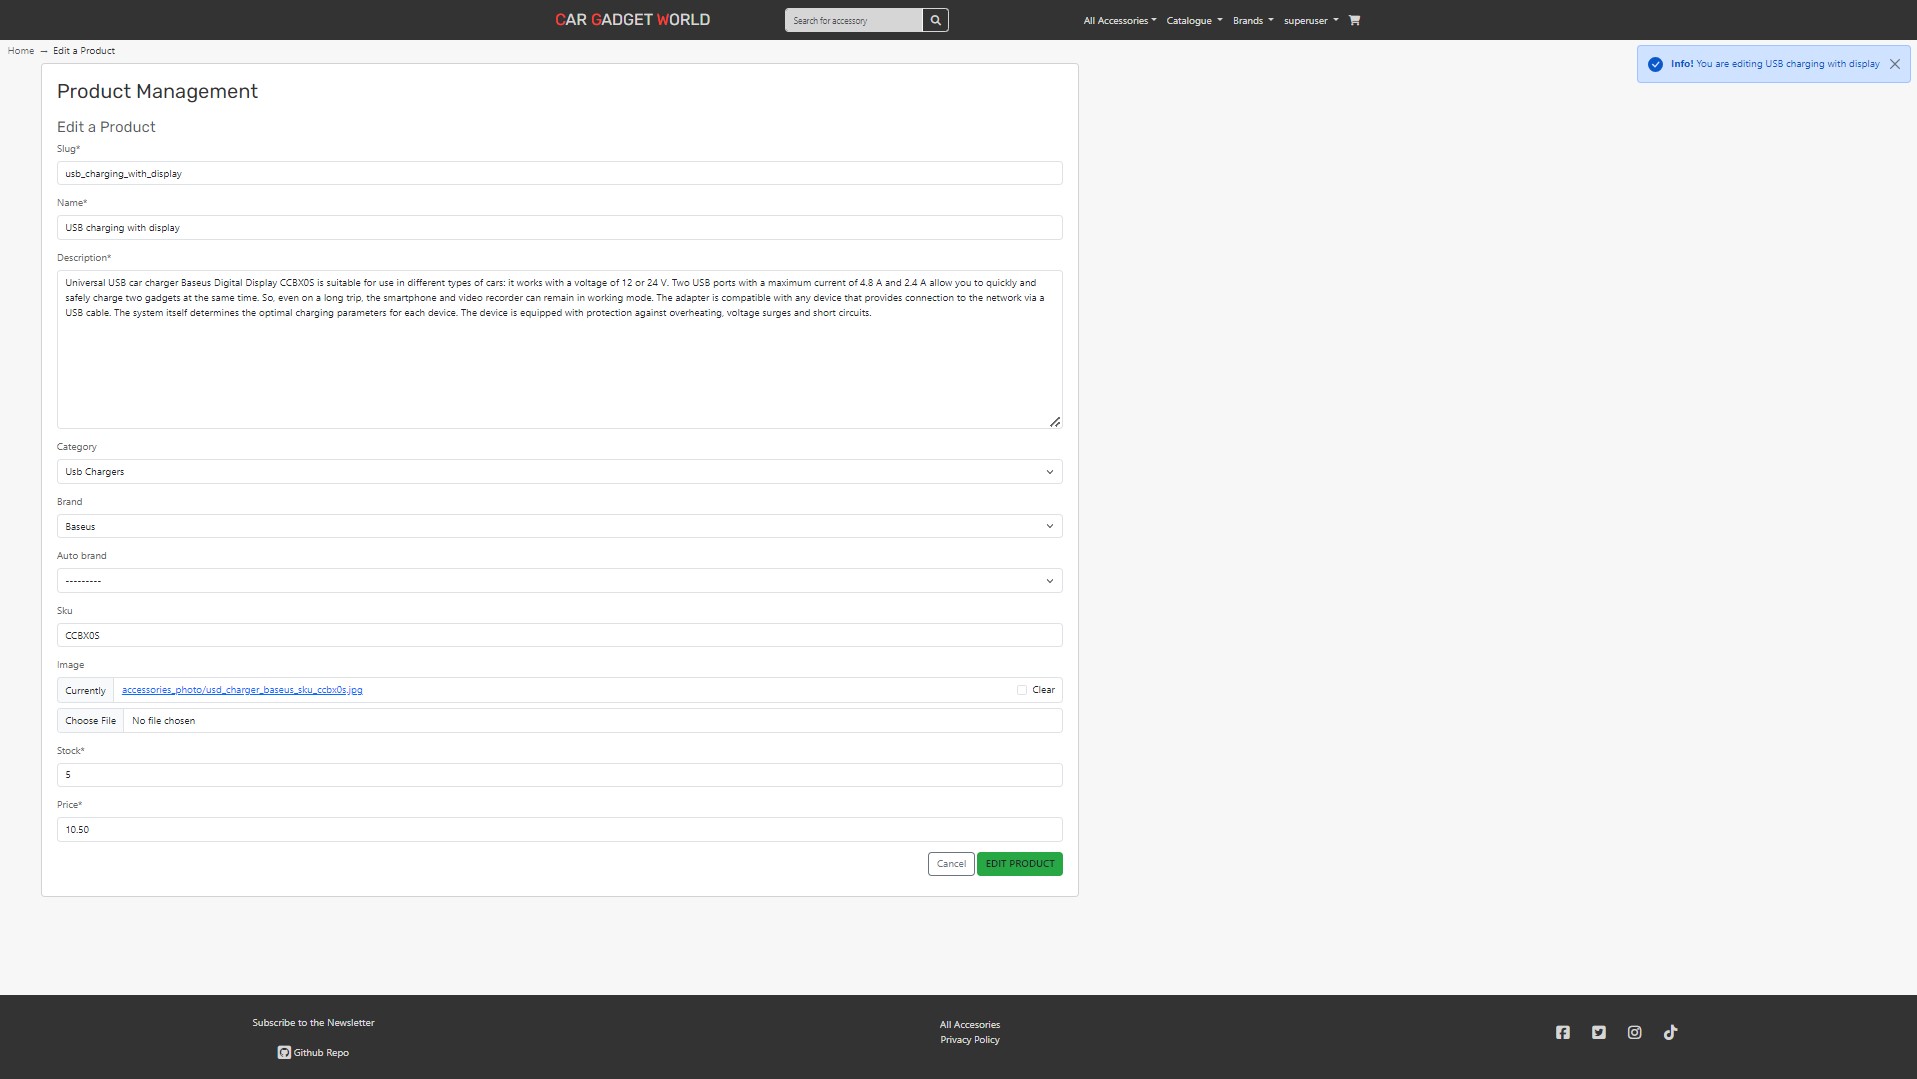 CAR GADGET WORLD
Search for accessory
All Accessories
Catalogue
Brands
superuser
Home → Edit a Product
Info! You are editing USB charging with display
Product Management
Edit a Product
Slug*
usb_charging_with_display
Name*
USB charging with display
Description*
Universal USB car charger Baseus Digital Display CCBX0S is suitable for use in different types of cars: it works with a voltage of 12 or 24 V. Two USB ports with a maximum current of 4.8 A and 2.4 A allow you to quickly and
safely charge two gadgets at the same time. So, even on a long trip, the smartphone and video recorder can remain in working mode. The adapter is compatible with any device that provides connection to the network via a
USB cable. The system itself determines the optimal charging parameters for each device. The device is equipped with protection against overheating, voltage surges and short circuits.
Category
Usb Chargers
Brand
Baseus
Auto brand
---------
Sku
CCBX0S
Image
Currently accessories_photo/usd_charger_baseus_sku_ccbx0s.jpg Clear
Choose File No file chosen
Stock*
5
Price*
10.50
Cancel
EDIT PRODUCT
Subscribe to the Newsletter
Github Repo
All Accesories
Privacy Policy